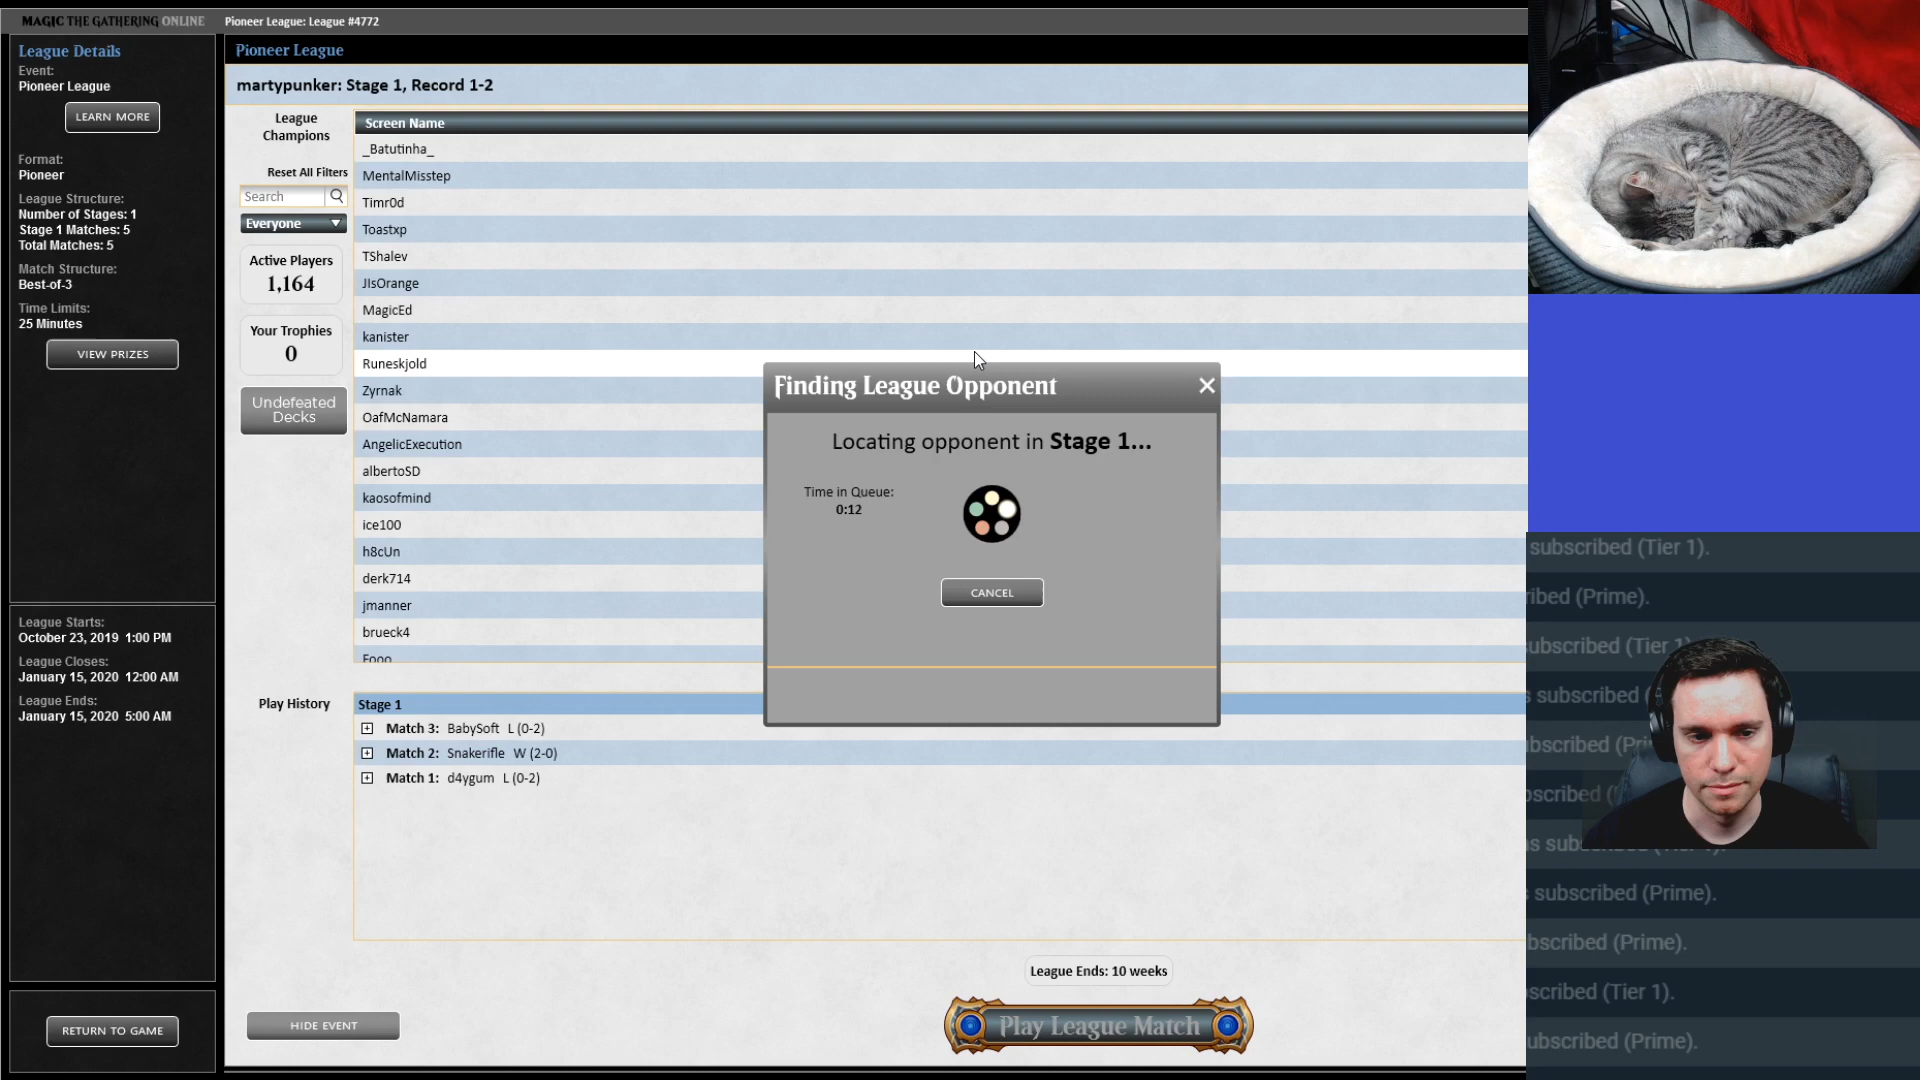 MAGIC THE GATHERING ONLINE
Pioneer League: League #4772
League Details
Event:
Pioneer League
LEARN MORE
Format:
Pioneer
League Structure:
Number of Stages: 1
Stage 1 Matches: 5
Total Matches: 5
Match Structure:
Best-of-3
Time Limits:
25 Minutes
VIEW PRIZES
League Starts:
October 23, 2019 1:00 PM
League Closes:
January 15, 2020 12:00 AM
League Ends:
January 15, 2020 5:00 AM
RETURN TO GAME
Pioneer League
martypunker: Stage 1, Record 1-2
League
Champions
Reset All Filters
Search
Everyone
Active Players
1,164
Your Trophies
0
Undefeated
Decks
Screen Name
_Batutinha_
MentalMisstep
Timr0d
Toastxp
TShalev
JIsOrange
MagicEd
kanister
Runeskjold
Zyrnak
OafMcNamara
AngelicExecution
albertoSD
kaosofmind
ice100
h8cUn
derk714
jmanner
brueck4
Finding League Opponent
Locating opponent in Stage 1...
Time in Queue:
0:12
CANCEL
Play History
Stage 1
Match 3: BabySoft L (0-2)
Match 2: Snakerifle W (2-0)
Match 1: d4ygum L (0-2)
League Ends: 10 weeks
HIDE EVENT
Play League Match
subscribed (Tier 1).
ribed (Prime).
ubscribed (Tier 1)
s subscribed (
bscribed (Pri
scribed (
s subscribed (Prime).
bscribed (Prime).
scribed (Tier 1).
ubscribed (Prime).